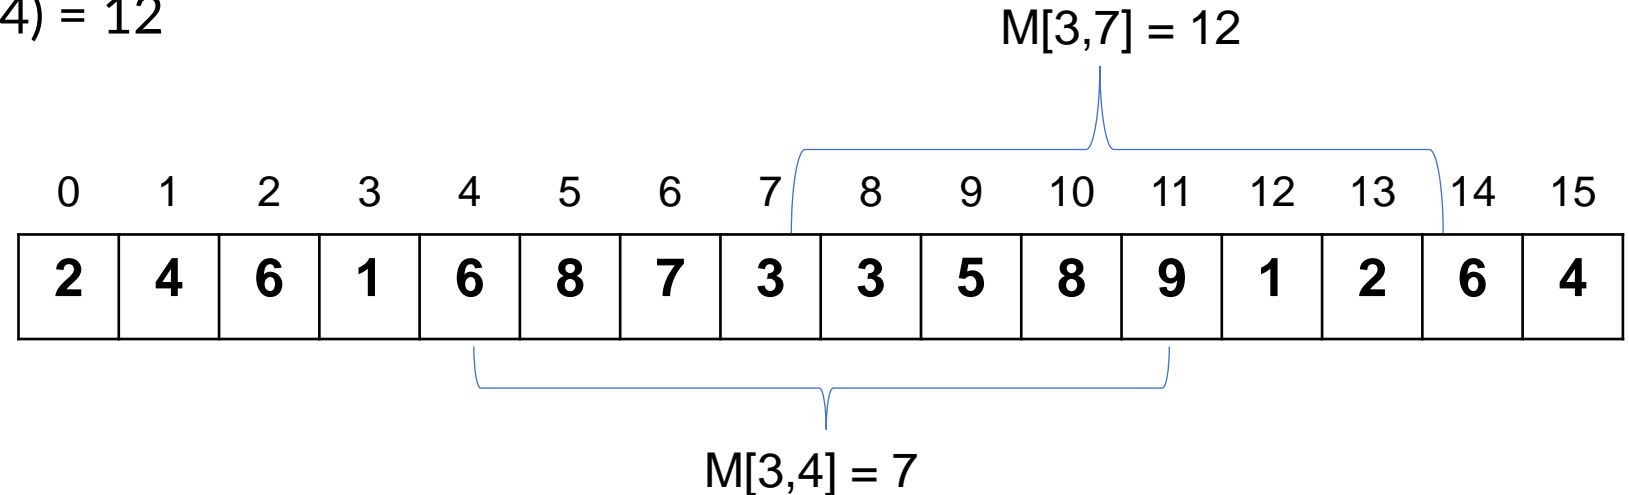 4) = 12
M[3,7] = 12
0 1 2 3 4 5 6 7 8 9 10 11 12 13 14 15
2 4 6 1 6 8 7 3 3 5 8 9 1 2 6 4
M[3,4] = 7